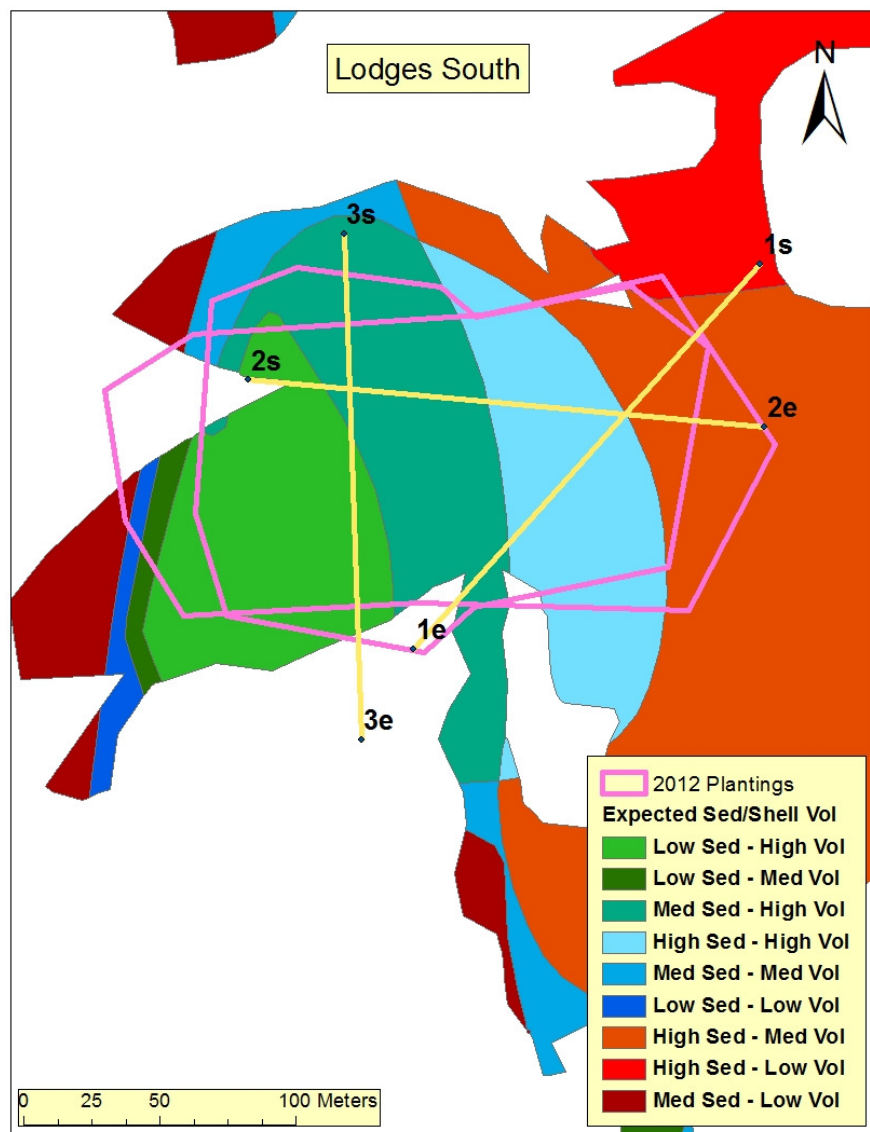 Lodges South
N
3s
1s
2s
2e
1e
3e
2012 Plantings
Expected Sed/Shell Vol
Low Sed - High Vol
Low Sed - Med Vol
Med Sed - High Vol
High Sed - High Vol
Med Sed - Med Vol
Low Sed - Low Vol
High Sed - Med Vol
High Sed - Low Vol
Med Sed - Low Vol
0 25 50 100 Meters